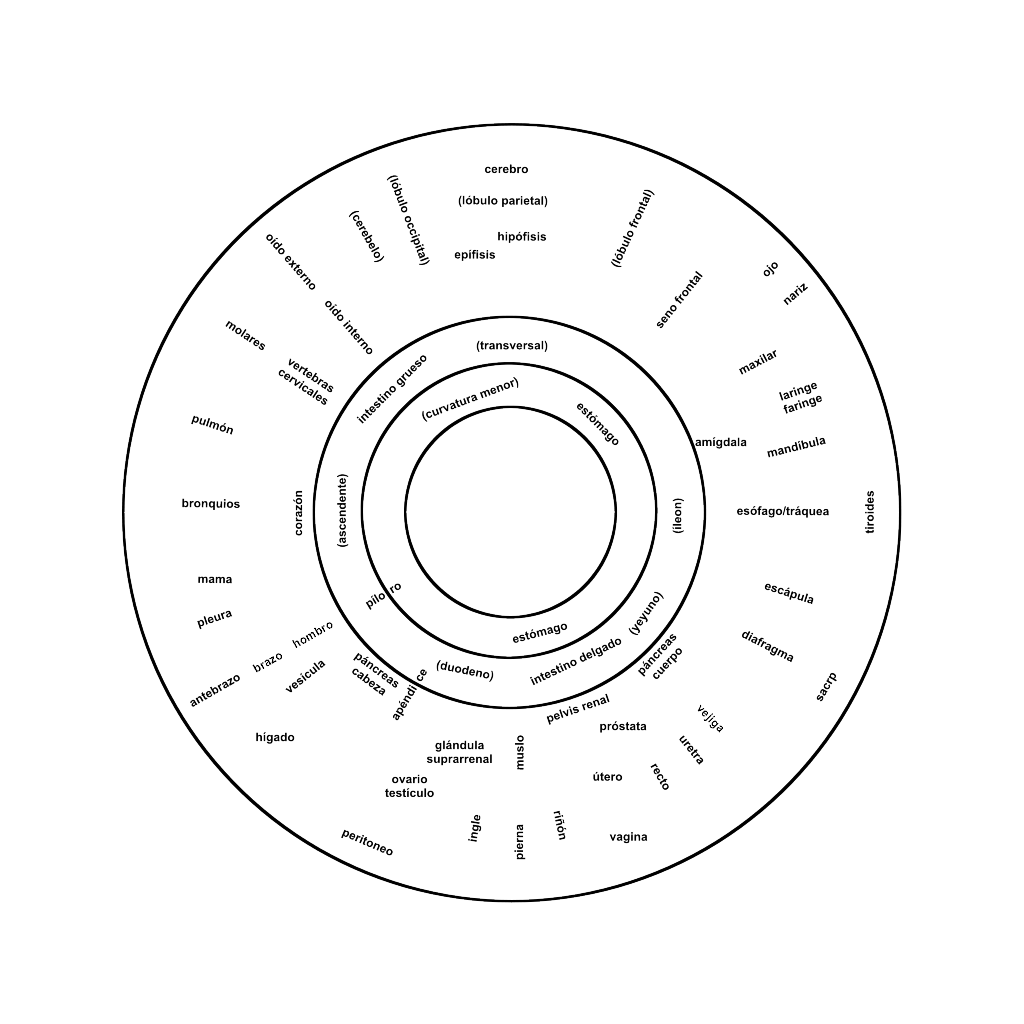 cerebro
(lóbulo parietal)
hipófisis
epífisis
(lóbulo occipital)
(cerebelo)
(lóbulo frontal)
oído externo
oído interno
seno frontal
ojo
nariz
molares
vertebras
cervicales
maxilar
laringe
faringe
(transversal)
intestino grueso
(curvatura menor)
estómago
pulmón
amígdala
mandíbula
bronquios
corazón
(ascendente)
(íleon)
esófago/tráquea
tiroides
mama
pleura
píloro
escápula
hombro
brazo
antebrazo
vesícula
estómago
(yeyuno)
diafragma
páncreas
cabeza
apéndice
(duodeno)
intestino delgado
páncreas
cuerpo
sacrp
pelvis renal
próstata
vejiga
uretra
hígado
glándula
suprarrenal
muslo
ovario
testículo
útero
recto
peritoneo
ingle
pierna
riñón
vagina